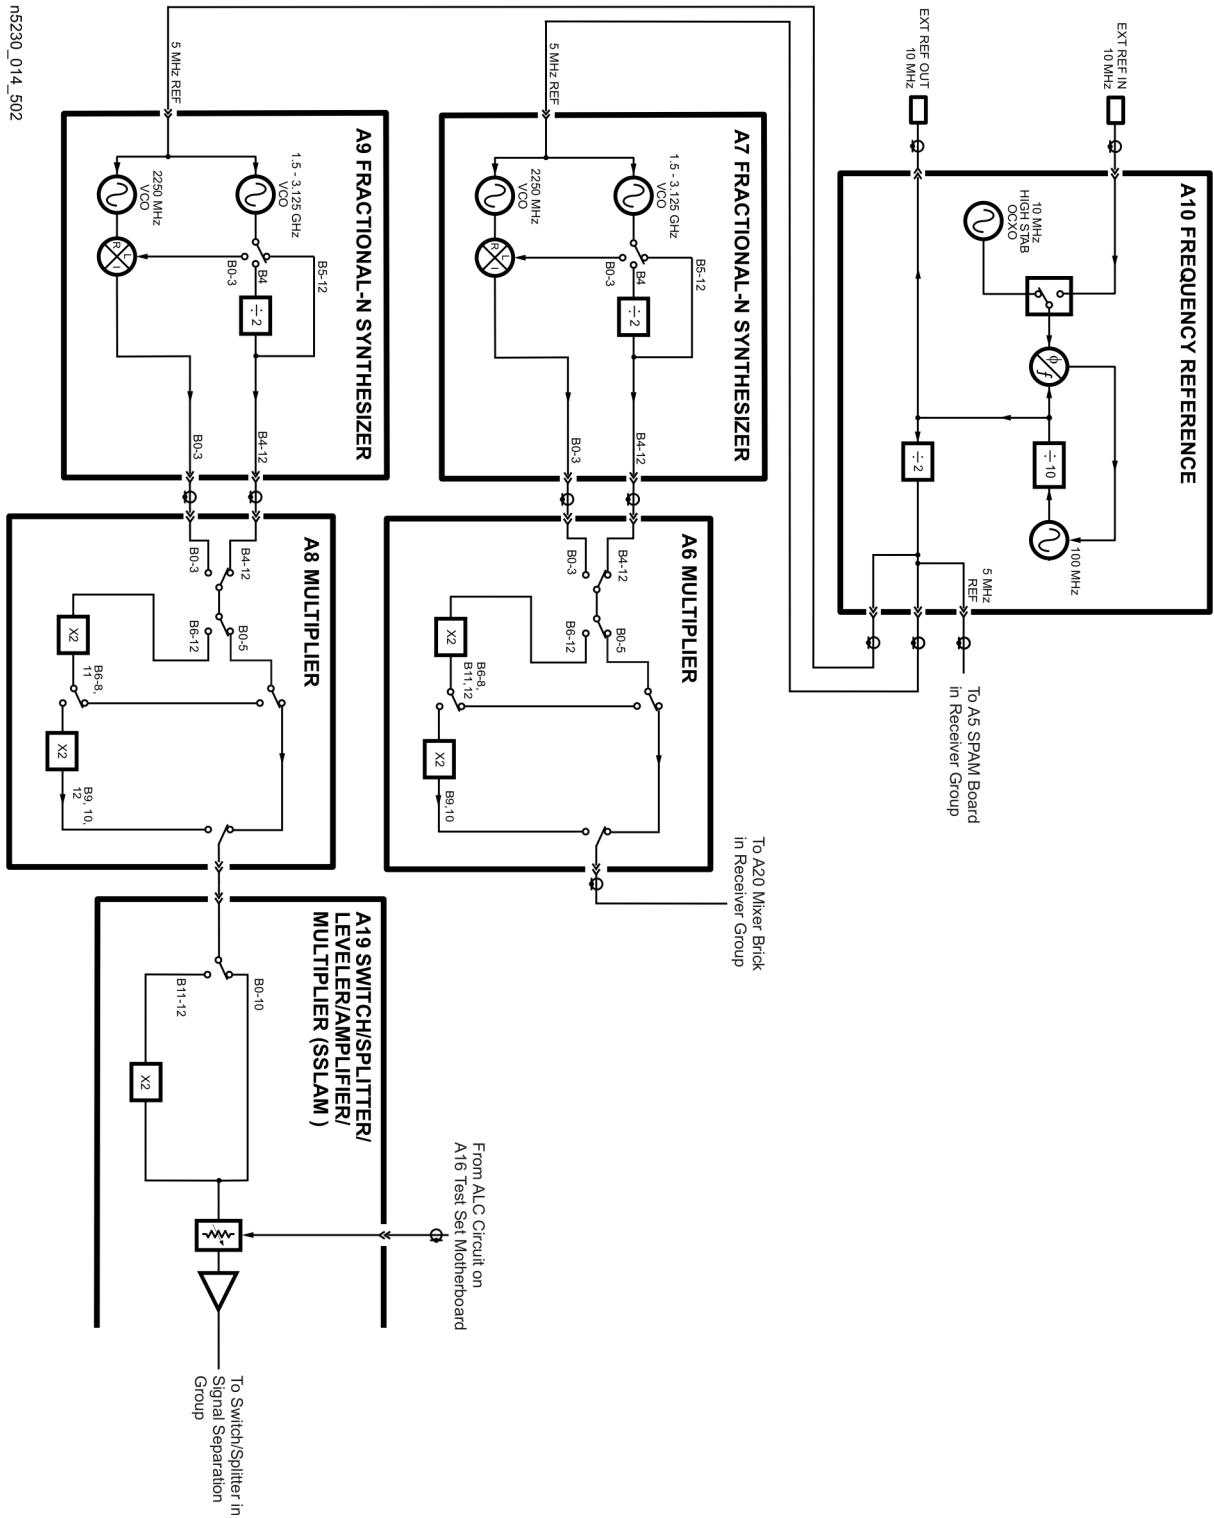 A10 FREQUENCY REFERENCE
EXT REF IN
10 MHz
EXT REF OUT
10 MHz
10 MHz
HIGH STAB
OCXO
ϕ
f
÷ 10
÷ 2
100 MHz
5 MHz
REF
To A5 SPAM Board
in Receiver Group
A7 FRACTIONAL-N SYNTHESIZER
5 MHz REF
1.5 - 3.125 GHz
VCO
2250 MHz
VCO
L
R
I
B5-12
B4
B0-3
÷ 2
B4-12
B0-3
A6 MULTIPLIER
B4-12
B0-3
B0-5
B6-12
X2
B6-8,
B11,12
X2
B9,10
To A20 Mixer Brick
in Receiver Group
A9 FRACTIONAL-N SYNTHESIZER
5 MHz REF
1.5 - 3.125 GHz
VCO
2250 MHz
VCO
L
R
I
B5-12
B4
B0-3
÷ 2
B4-12
B0-3
A8 MULTIPLIER
B4-12
B0-3
B0-5
B6-12
X2
B6-8,
11
X2
B9, 10,
12
A19 SWITCH/SPLITTER/
LEVELER/AMPLIFIER/
MULTIPLIER (SSLAM )
B0-10
B11-12
X2
From ALC Circuit on
A16 Test Set Motherboard
To Switch/Splitter in
Signal Separation
Group
n5230_014_502